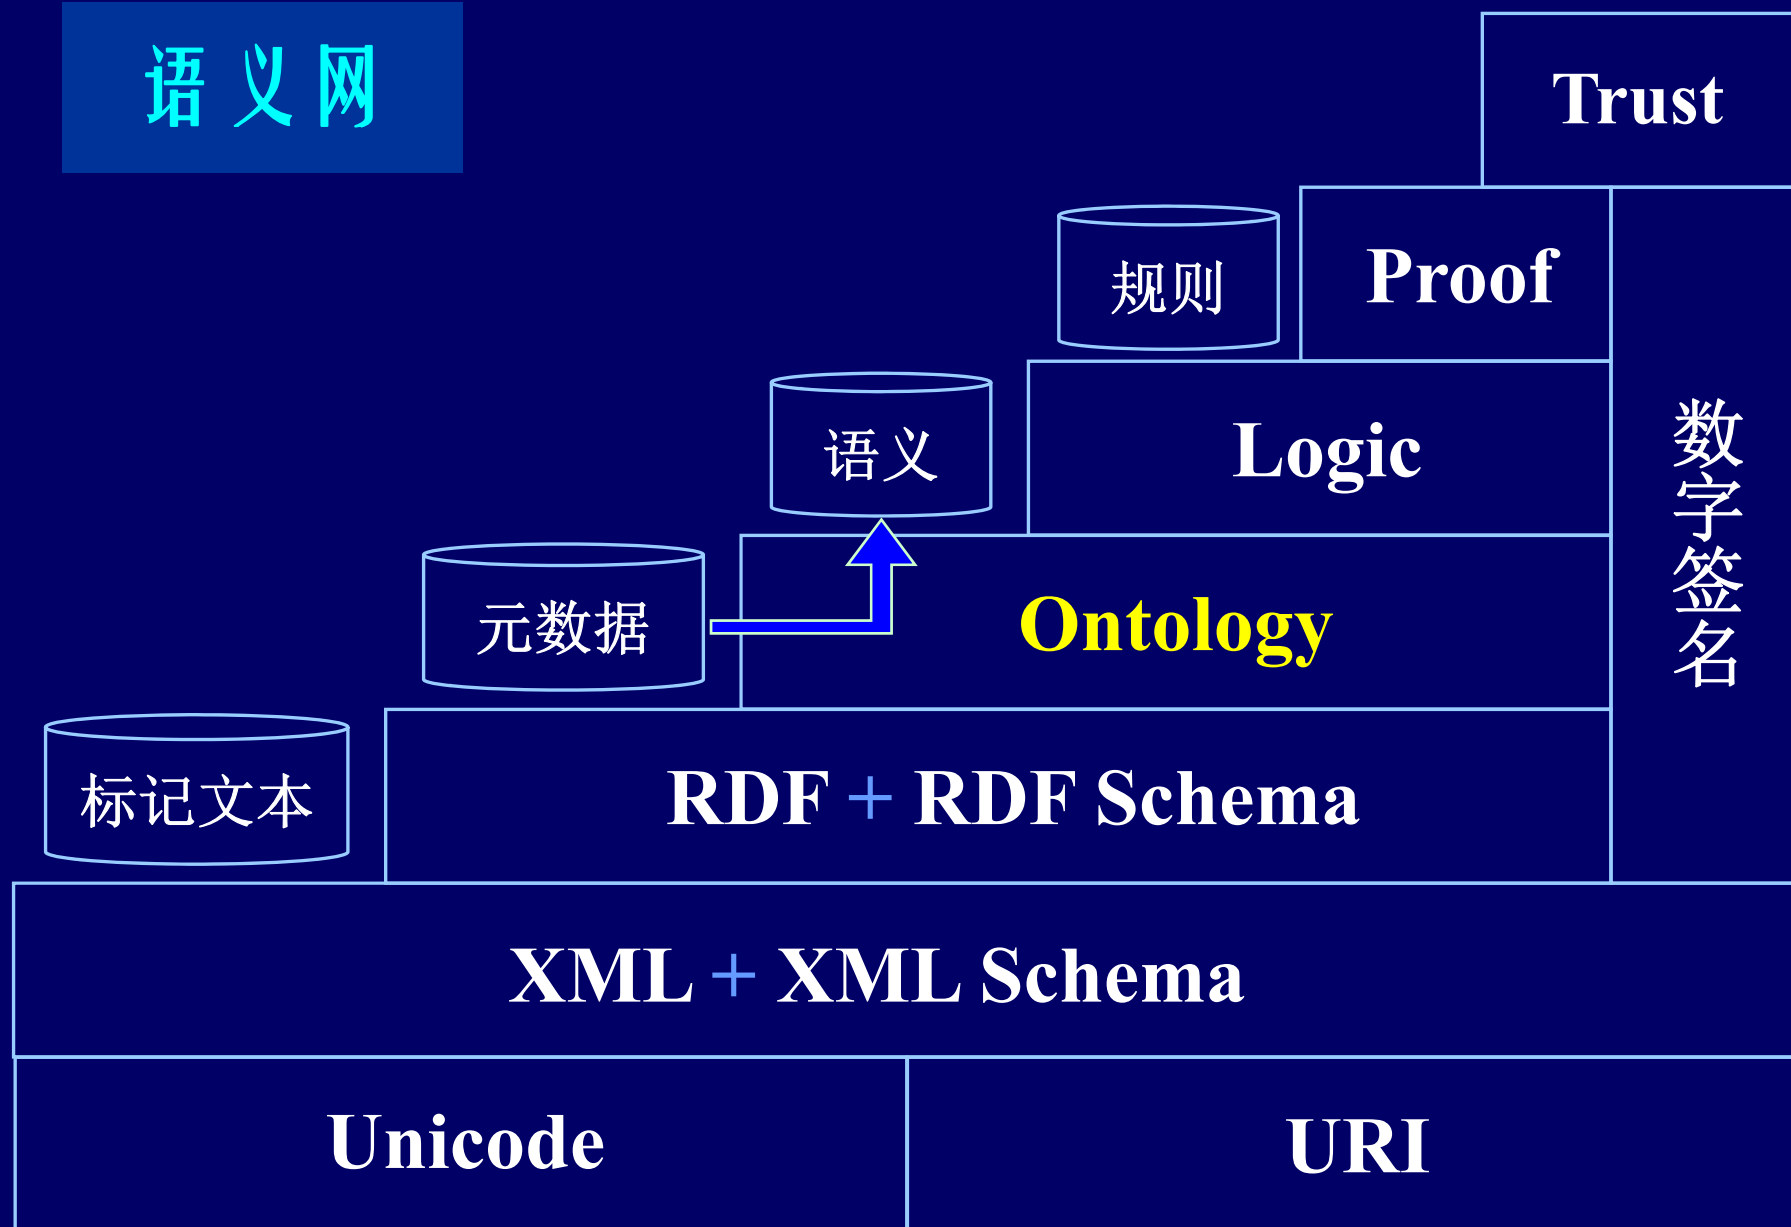 语义网
Trust
规则
Proof
语义
Logic
数字签名
元数据
Ontology
标记文本
RDF + RDF Schema
XML + XML Schema
Unicode
URI